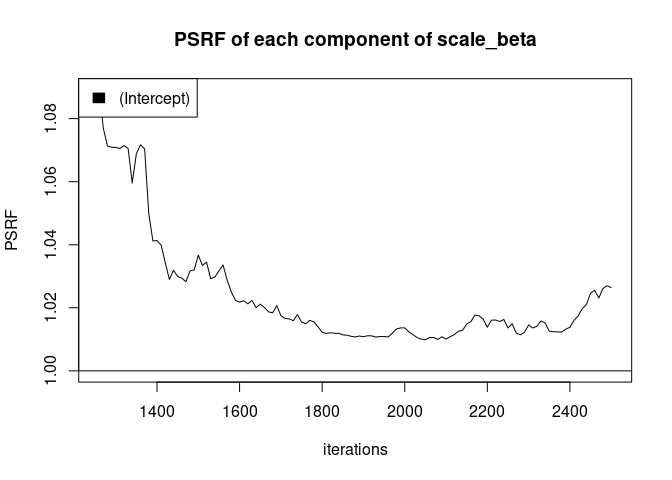 PSRF of each component of scale_beta
(Intercept)
PSRF
1.08
1.06
1.04
1.02
1.00
1400 1600 1800 2000 2200 2400
iterations